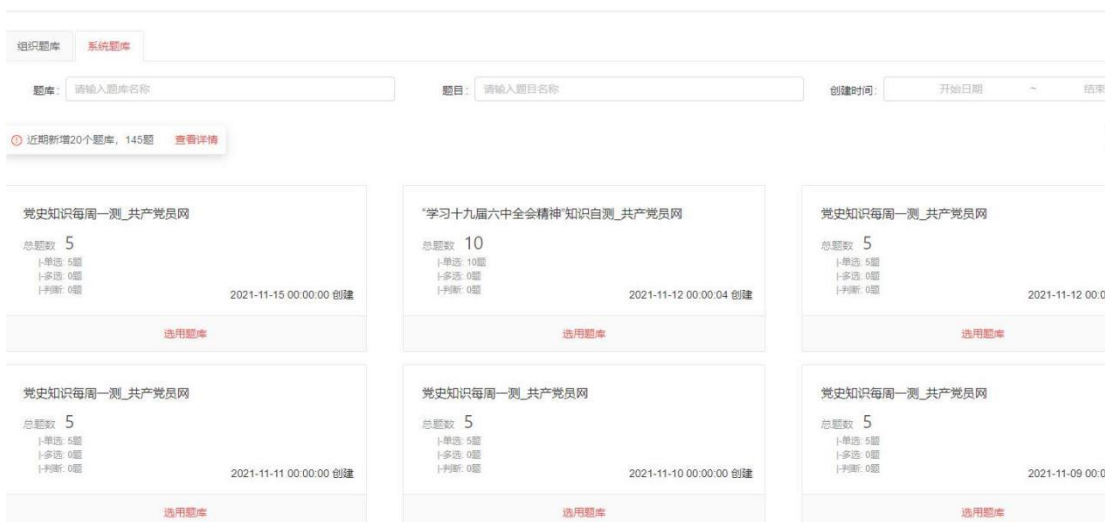 组织题库 系统题库
题库: 请输入题库名称 题目: 请输入题目名称 创建时间: 开始日期 ~ 结束
近期新增20个题库，145题 查看详情
党史知识每周一测_共产党员网
总题数 5
|-单选: 5题
|-多选: 0题
|-判断: 0题
2021-11-15 00:00:00 创建
选用题库
"学习十九届六中全会精神"知识自测_共产党员网
总题数 10
|-单选: 10题
|-多选: 0题
|-判断: 0题
2021-11-12 00:00:04 创建
选用题库
党史知识每周一测_共产党员网
总题数 5
|-单选: 5题
|-多选: 0题
|-判断: 0题
2021-11-12 00:0
选用题库
党史知识每周一测_共产党员网
总题数 5
|-单选: 5题
|-多选: 0题
|-判断: 0题
2021-11-11 00:00:00 创建
选用题库
党史知识每周一测_共产党员网
总题数 5
|-单选: 5题
|-多选: 0题
|-判断: 0题
2021-11-10 00:00:00 创建
选用题库
党史知识每周一测_共产党员网
总题数 5
|-单选: 5题
|-多选: 0题
|-判断: 0题
2021-11-09 00:0
选用题库